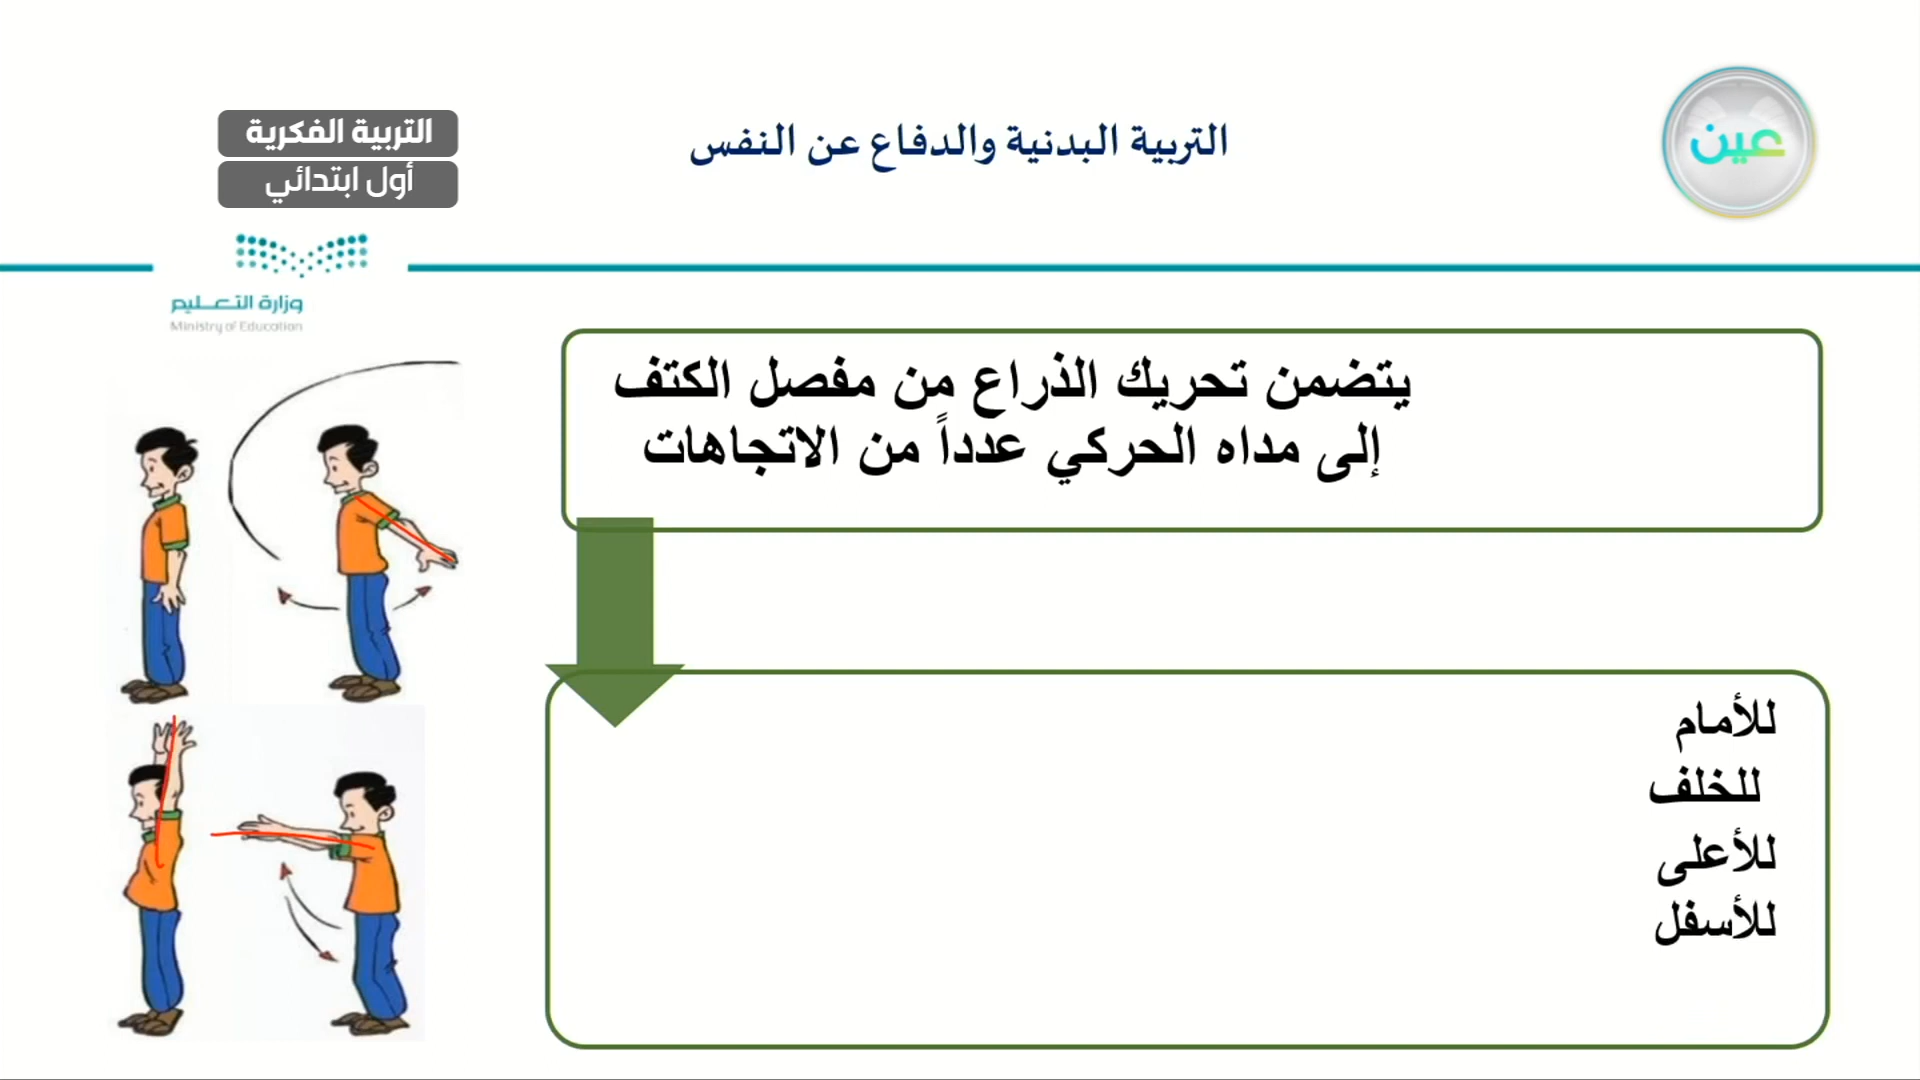 عين
التربية البدنية والدفاع عن النفس
التربية الفكرية
أول ابتدائي
وزارة التعليم
Ministry of Education
يتضمن تحريك الذراع من مفصل الكتف
إلى مداه الحركي عدداً من الاتجاهات
للأمام
للخلف
للأعلى
للأسفل